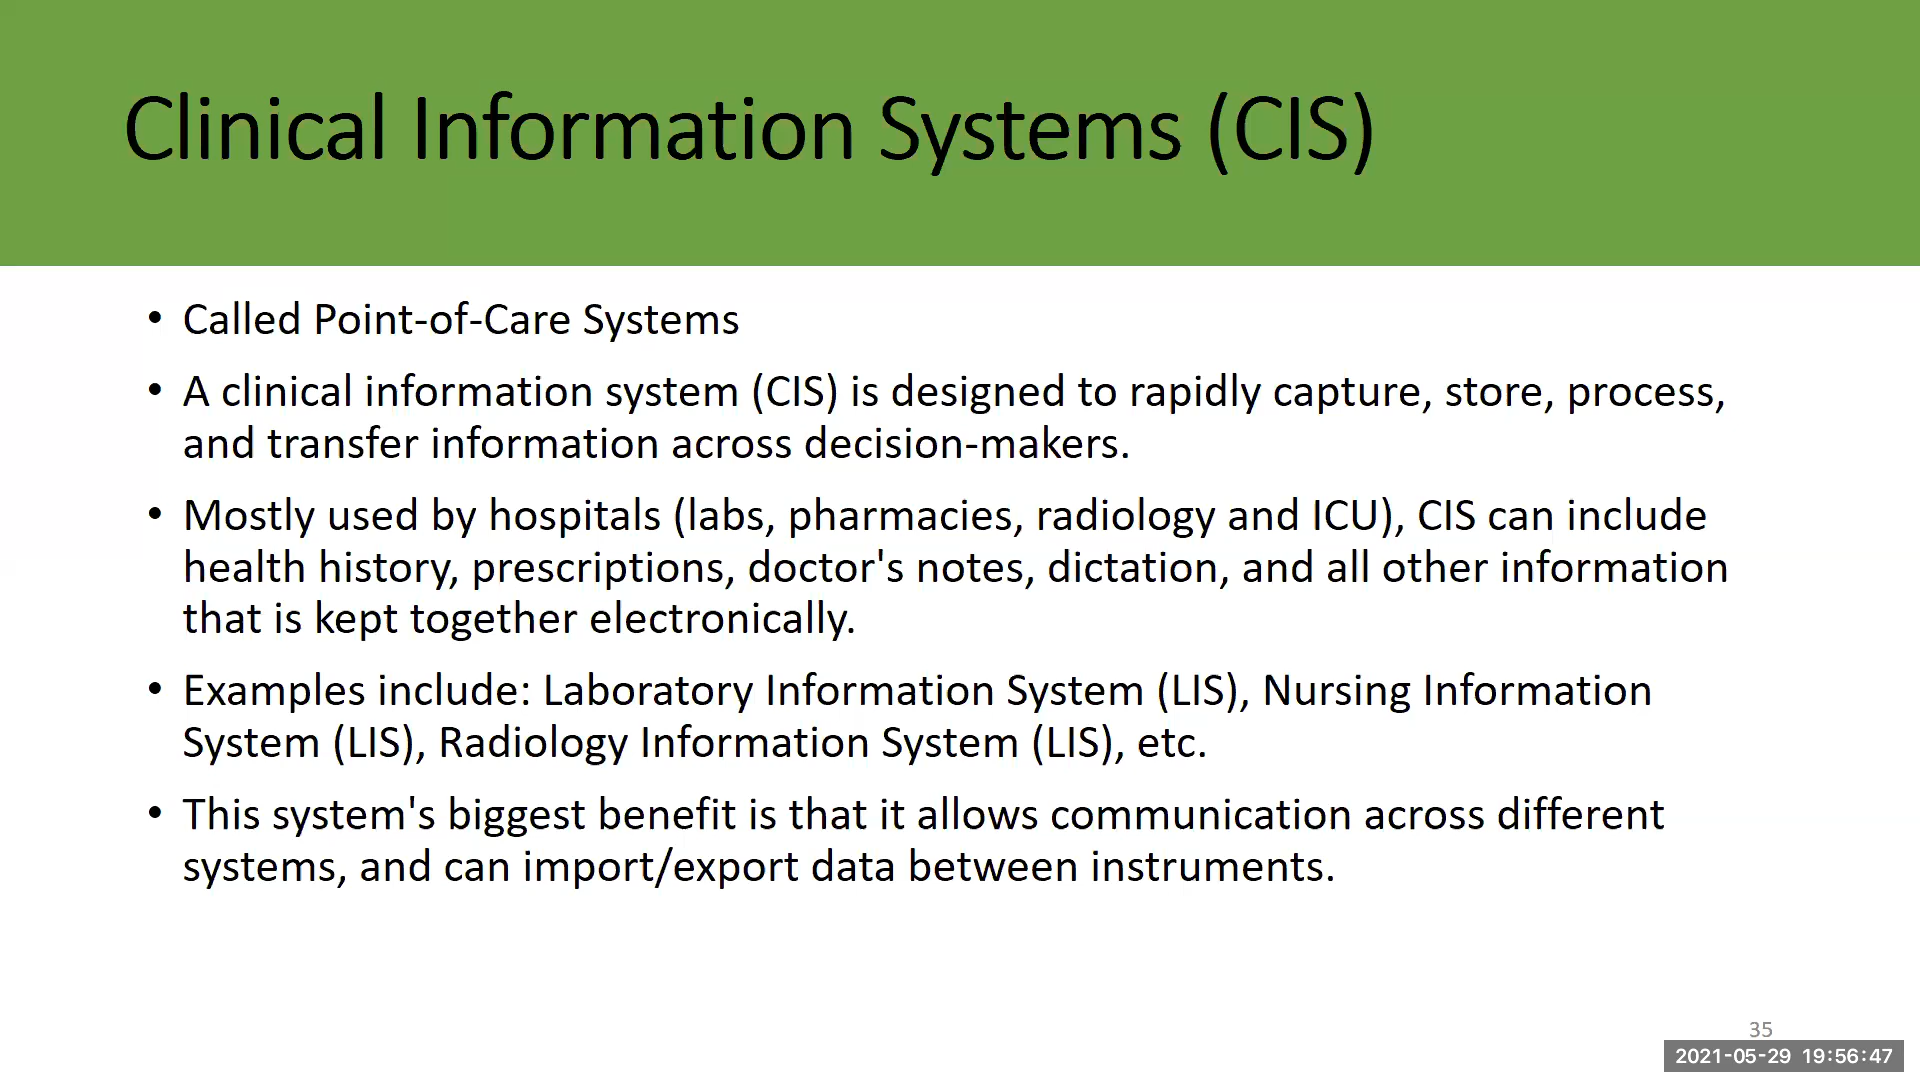 Clinical Information Systems (CIS)
• Called Point-of-Care Systems
• A clinical information system (CIS) is designed to rapidly capture, store, process,
and transfer information across decision-makers.
• Mostly used by hospitals (labs, pharmacies, radiology and ICU), CIS can include
health history, prescriptions, doctor's notes, dictation, and all other information
that is kept together electronically.
• Examples include: Laboratory Information System (LIS), Nursing Information
System (LIS), Radiology Information System (LIS), etc.
• This system's biggest benefit is that it allows communication across different
systems, and can import/export data between instruments.
35
2021-05-29 19:56:47